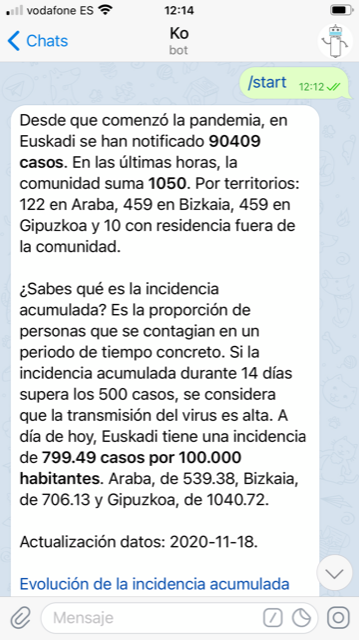 vodafone ES 12:14
Chats
Ko
bot
/start 12:12
Desde que comenzó la pandemia, en
Euskadi se han notificado 90409
casos. En las últimas horas, la
comunidad suma 1050. Por territorios:
122 en Araba, 459 en Bizkaia, 459 en
Gipuzkoa y 10 con residencia fuera de
la comunidad.
¿Sabes qué es la incidencia
acumulada? Es la proporción de
personas que se contagian en un
periodo de tiempo concreto. Si la
incidencia acumulada durante 14 días
supera los 500 casos, se considera
que la transmisión del virus es alta. A
día de hoy, Euskadi tiene una incidencia
de 799.49 casos por 100.000
habitantes. Araba, de 539.38, Bizkaia,
de 706.13 y Gipuzkoa, de 1040.72.
Actualización datos: 2020-11-18.
Evolución de la incidencia acumulada
Mensaje